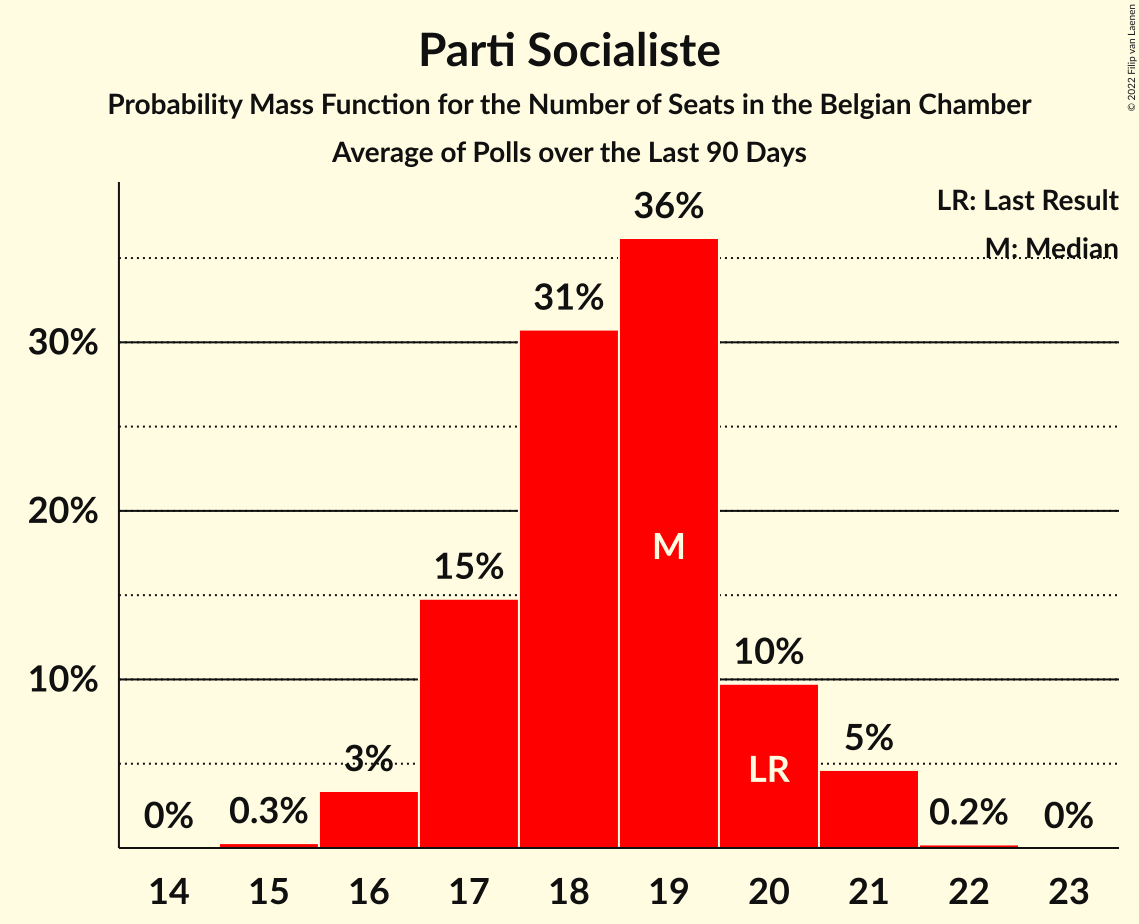 Parti Socialiste
Probability Mass Function for the Number of Seats in the Belgian Chamber
Average of Polls over the Last 90 Days
© 2022 Filip van Laenen
LR: Last Result
M: Median
36%
31%
30%
20%
M
15%
10%
10%
LR
5%
3%
0%
0.3%
0.2%
0%
14 15 16 17 18 19 20 21 22 23